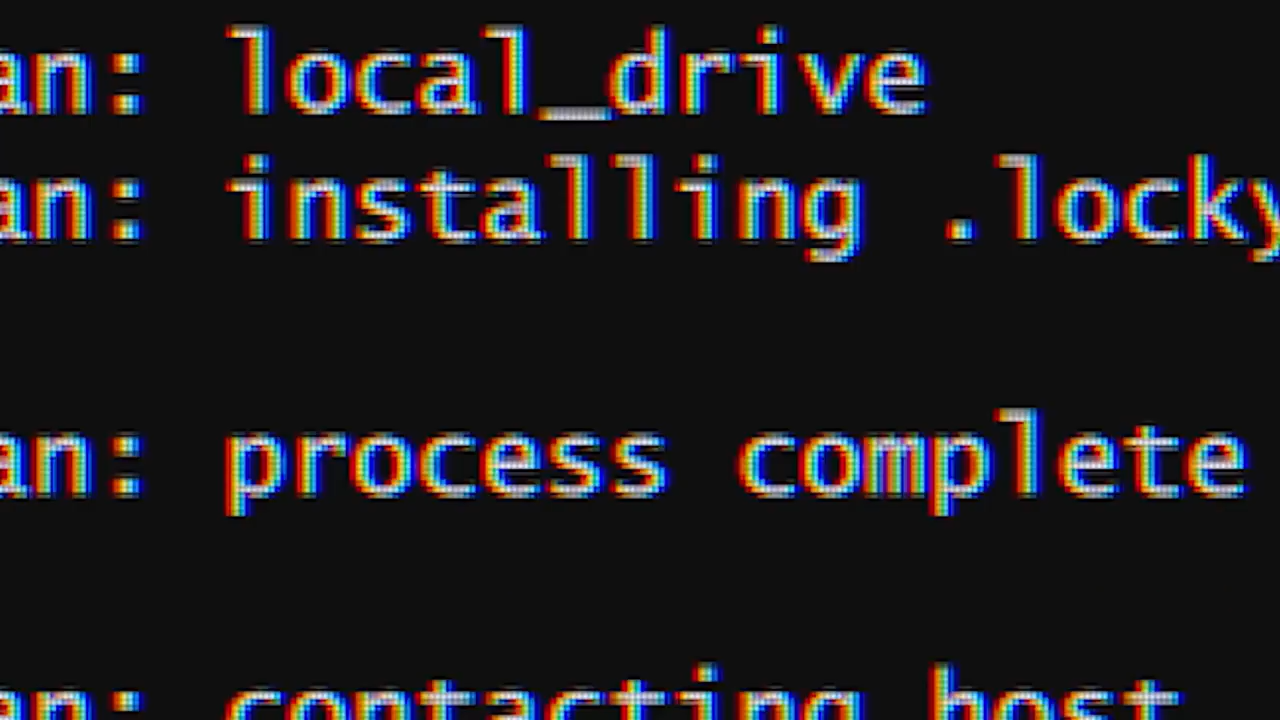 an: local_drive
an: installing .locky
an: process complete
an: contacting host